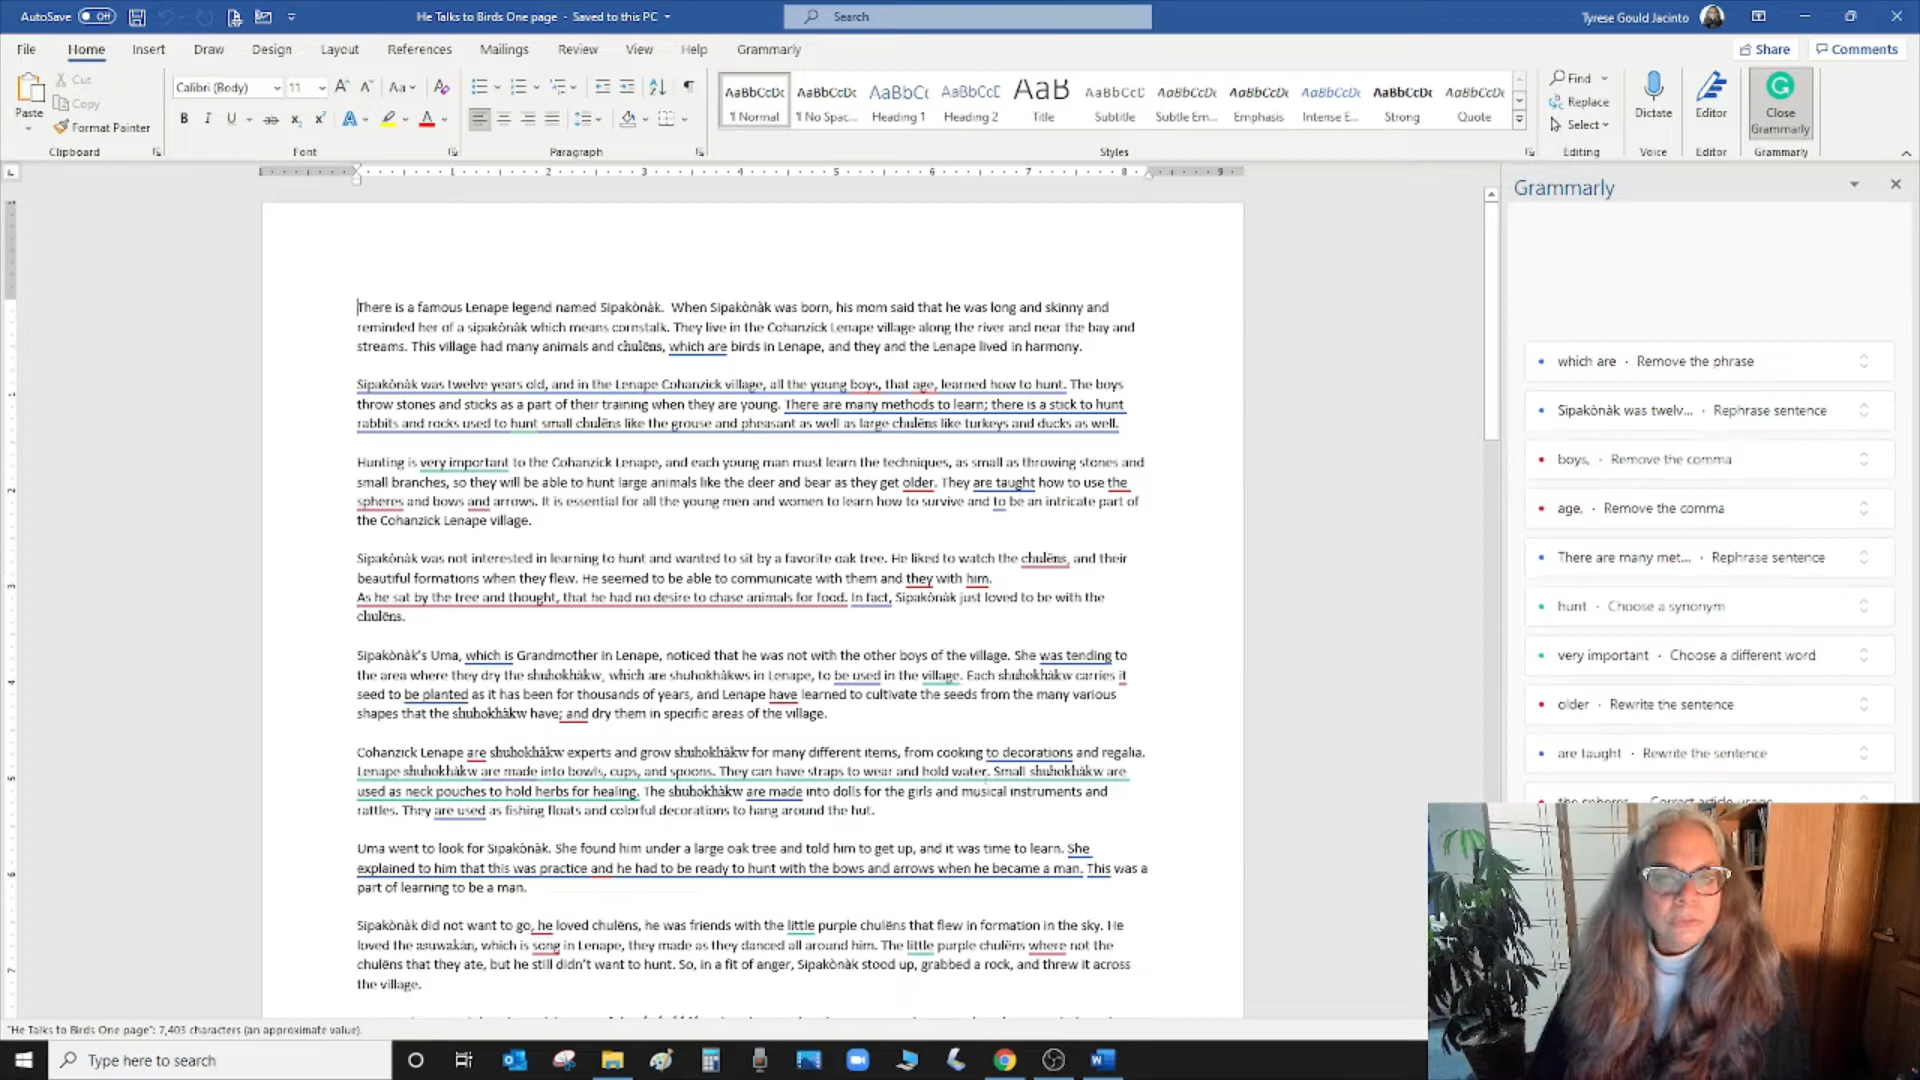 AutoSave Off He Talks to Birds One page - Saved to this PC Search Tyrese Gould Jacinto
File Home Insert Draw Design Layout References Mailings Review View Help Grammarly Share Comments
Paste Cut Copy Format Painter Clipboard
Calibri (Body) 11 Font
Paragraph
AaBbCcDc AaBbCcDc AaBbCc AaBbCcD AaB AaBbCcC AaBbCcDc AaBbCcDc AaBbCcDc AaBbCcDc AaBbCcDc
¶ Normal ¶ No Spac... Heading 1 Heading 2 Title Subtitle Subtle Em... Emphasis Intense E... Strong Quote
Styles
Find Replace Select Editing
Dictate Voice
Editor Editor
Close Grammarly Grammarly
There is a famous Lenape legend named Sipakònàk. When Sipakònàk was born, his mom said that he was long and skinny and
reminded her of a sipakònàk which means cornstalk. They live in the Cohanzick Lenape village along the river and near the bay and
streams. This village had many animals and chulëns, which are birds in Lenape, and they and the Lenape lived in harmony.
Sipakònàk was twelve years old, and in the Lenape Cohanzick village, all the young boys, that age, learned how to hunt. The boys
throw stones and sticks as a part of their training when they are young. There are many methods to learn; there is a stick to hunt
rabbits and rocks used to hunt small chulëns like the grouse and pheasant as well as large chulëns like turkeys and ducks as well.
Hunting is very important to the Cohanzick Lenape, and each young man must learn the techniques, as small as throwing stones and
small branches, so they will be able to hunt large animals like the deer and bear as they get older. They are taught how to use the
spheres and bows and arrows. It is essential for all the young men and women to learn how to survive and to be an intricate part of
the Cohanzick Lenape village.
Sipakònàk was not interested in learning to hunt and wanted to sit by a favorite oak tree. He liked to watch the chulëns, and their
beautiful formations when they flew. He seemed to be able to communicate with them and they with him.
As he sat by the tree and thought, that he had no desire to chase animals for food. In fact, Sipakònàk just loved to be with the
chulëns.
Sipakònàk's Uma, which is Grandmother in Lenape, noticed that he was not with the other boys of the village. She was tending to
the area where they dry the shuhokhàkw, which are shuhokhàkws in Lenape, to be used in the village. Each shuhokhàkw carries it
seed to be planted as it has been for thousands of years, and Lenape have learned to cultivate the seeds from the many various
shapes that the shuhokhàkw have; and dry them in specific areas of the village.
Cohanzick Lenape are shuhokhàkw experts and grow shuhokhàkw for many different items, from cooking to decorations and regalia.
Lenape shuhokhàkw are made into bowls, cups, and spoons. They can have straps to wear and hold water. Small shuhokhàkw are
used as neck pouches to hold herbs for healing. The shuhokhàkw are made into dolls for the girls and musical instruments and
rattles. They are used as fishing floats and colorful decorations to hang around the hut.
Uma went to look for Sipakònàk. She found him under a large oak tree and told him to get up, and it was time to learn. She
explained to him that this was practice and he had to be ready to hunt with the bows and arrows when he became a man. This was a
part of learning to be a man.
Sipakònàk did not want to go, he loved chulëns, he was friends with the little purple chulëns that flew in formation in the sky. He
loved the asuwakàn, which is song in Lenape, they made as they danced all around him. The little purple chulëns where not the
chulëns that they ate, but he still didn't want to hunt. So, in a fit of anger, Sipakònàk stood up, grabbed a rock, and threw it across
the village.
Grammarly
which are · Remove the phrase
Sipakònàk was twelv... · Rephrase sentence
boys, · Remove the comma
age, · Remove the comma
There are many met... · Rephrase sentence
hunt · Choose a synonym
very important · Choose a different word
older · Rewrite the sentence
are taught · Rewrite the sentence
the spheres · Correct article usage
"He Talks to Birds One page": 7,403 characters (an approximate value).
Type here to search